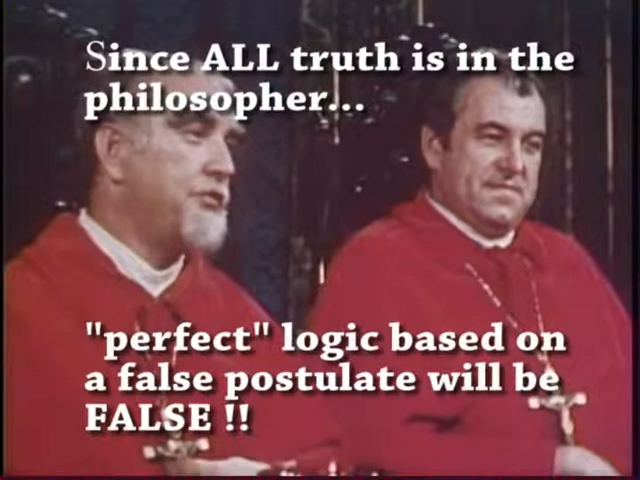 Since ALL truth is in the
philosopher...
"perfect" logic based on
a false postulate will be
FALSE !!